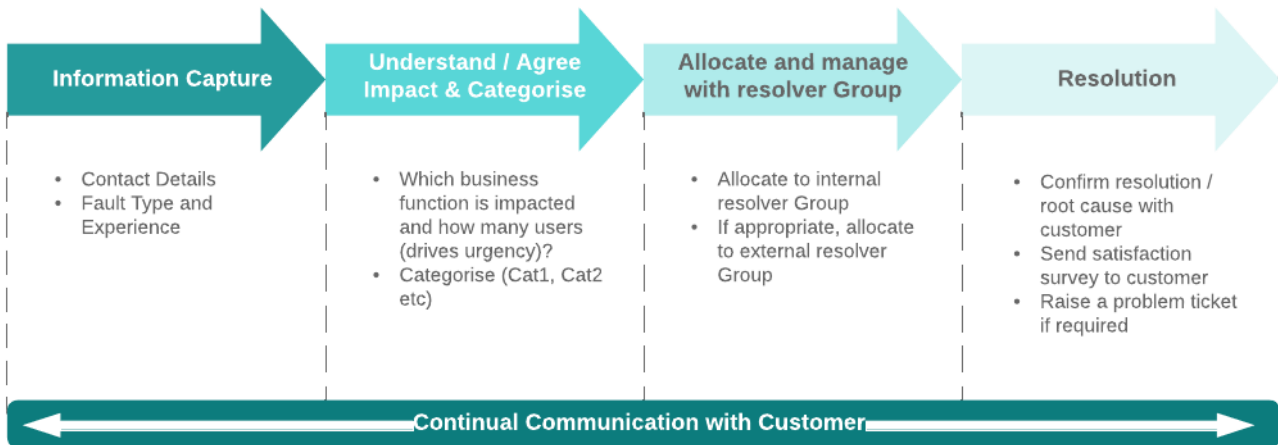 Information Capture
Understand / Agree
Impact & Categorise
Allocate and manage
with resolver Group
Resolution
• Contact Details
• Fault Type and
Experience
• Which business
function is impacted
and how many users
(drives urgency)?
• Categorise (Cat1, Cat2
etc)
• Allocate to internal
resolver Group
• If appropriate, allocate
to external resolver
Group
• Confirm resolution /
root cause with
customer
• Send satisfaction
survey to customer
• Raise a problem ticket
if required
Continual Communication with Customer